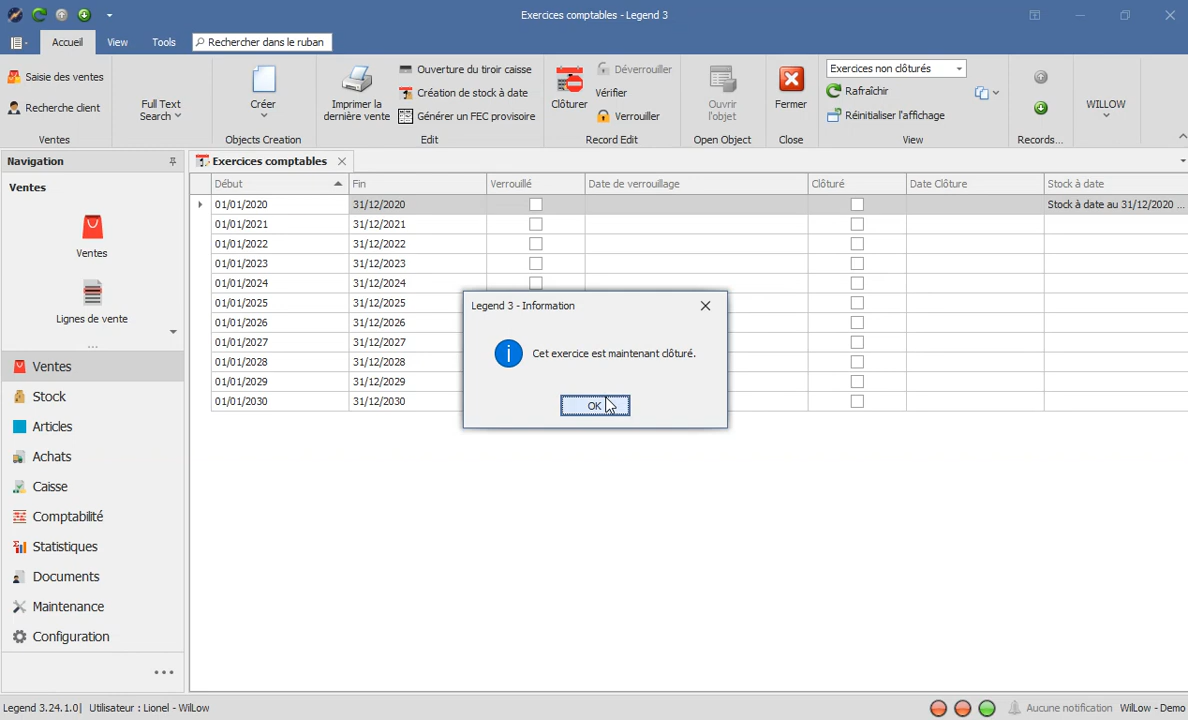 Exercices comptables - Legend 3
Accueil
View
Tools
Rechercher dans le ruban
Saisie des ventes
Recherche client
Ventes
Full Text
Search
Créer
Objects Creation
Imprimer la
dernière vente
Ouverture du tiroir caisse
Création de stock à date
Générer un FEC provisoire
Edit
Clôturer
Déverrouiller
Vérifier
Verrouiller
Record Edit
Ouvrir
l'objet
Open Object
Fermer
Close
Exercices non clôturés
Rafraîchir
Réinitialiser l'affichage
View
Records...
WILLOW
Navigation
Ventes
Ventes
Lignes de vente
...
Ventes
Stock
Articles
Achats
Caisse
Comptabilité
Statistiques
Documents
Maintenance
Configuration
Exercices comptables
Début Fin Verrouillé Date de verrouillage Clôturé Date Clôture Stock à date
01/01/2020 31/12/2020 Stock à date au 31/12/2020 ...
01/01/2021 31/12/2021
01/01/2022 31/12/2022
01/01/2023 31/12/2023
01/01/2024 31/12/2024
01/01/2025 31/12/2025
01/01/2026 31/12/2026
01/01/2027 31/12/2027
01/01/2028 31/12/2028
01/01/2029 31/12/2029
01/01/2030 31/12/2030
Legend 3 - Information
Cet exercice est maintenant clôturé.
OK
Legend 3.24.1.0| Utilisateur : Lionel - WilLow
Aucune notification WilLow - Demo